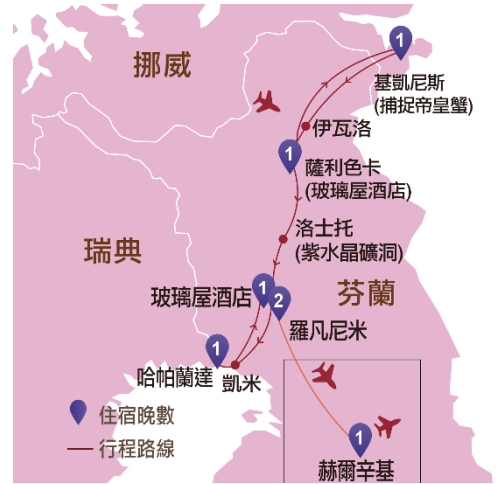 1
挪威
基凱尼斯
(捕捉帝皇蟹)
伊瓦洛
1
薩利色卡
(玻璃屋酒店)
洛士托
(紫水晶礦洞)
瑞典
芬蘭
玻璃屋酒店
1
2
羅凡尼米
1
哈帕蘭達
凱米
住宿晚數
行程路線
1
赫爾辛基